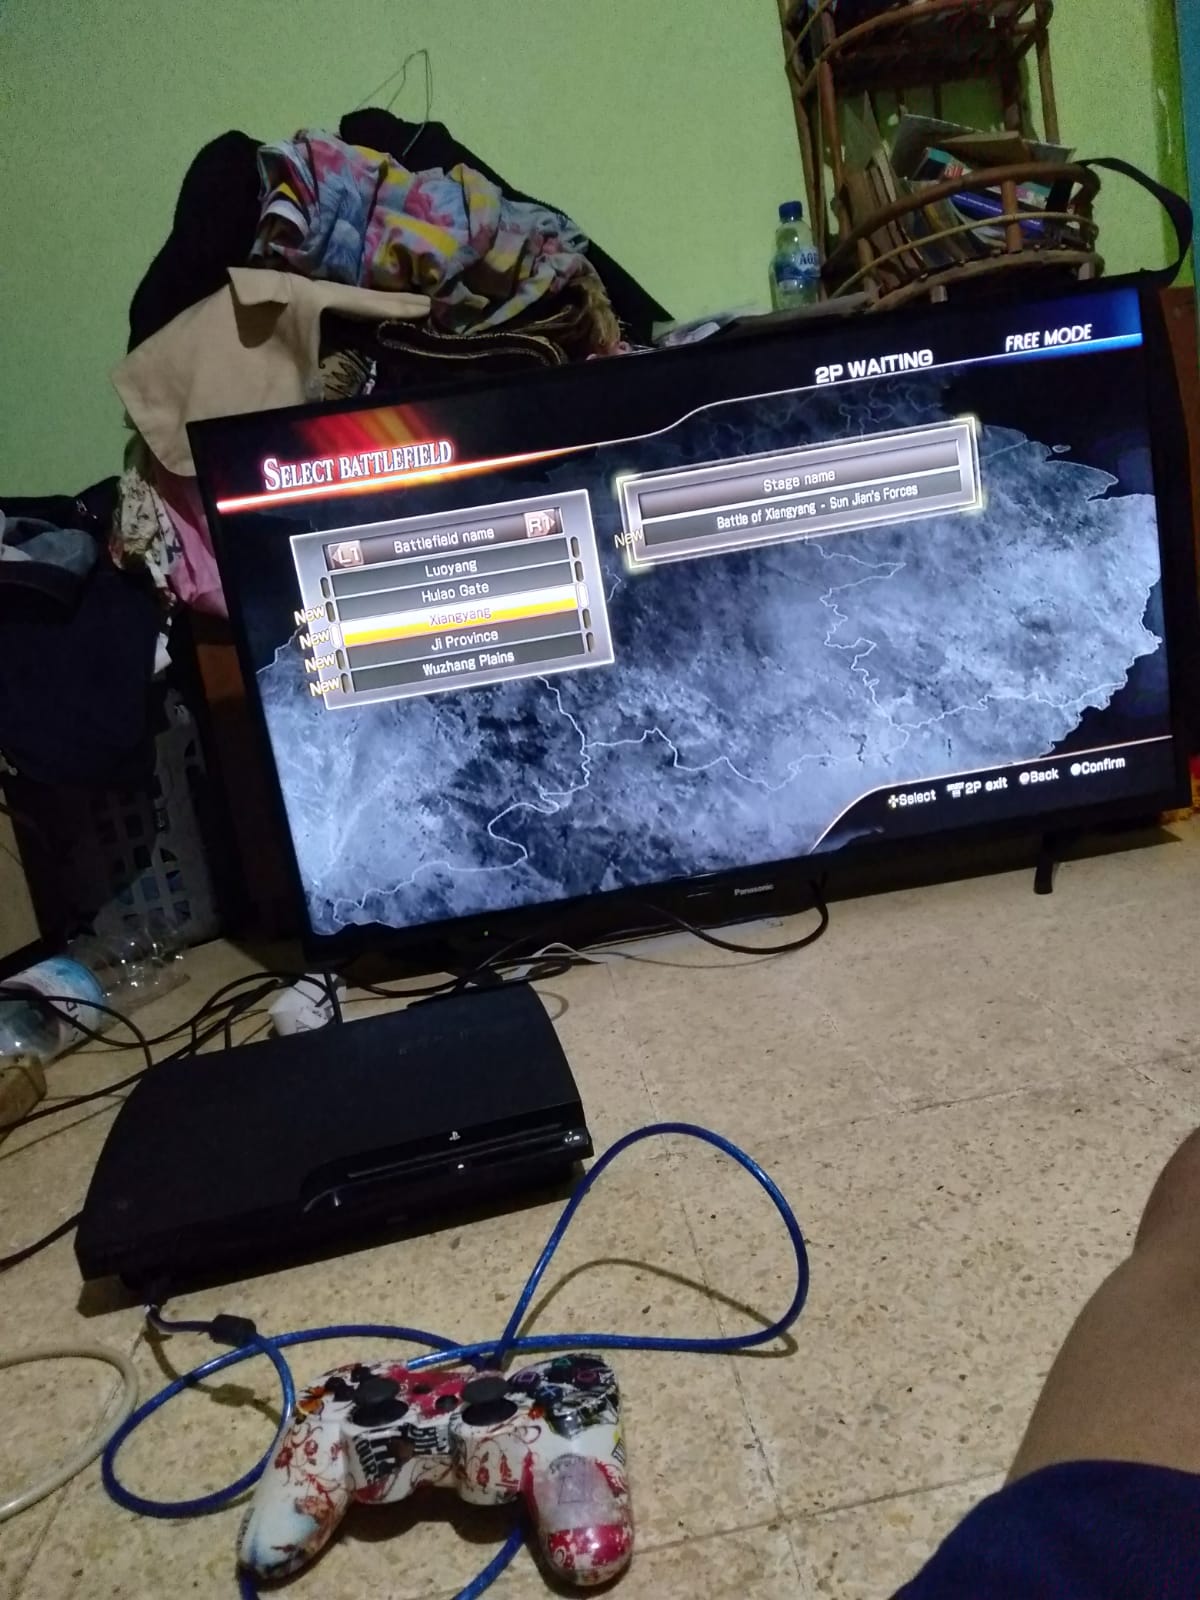 FREE MODE
2P WAITING
SELECT BATTLEFIELD
Stage name
New Battle of Xiangyang - Sun Jian's Forces
L1 Battlefield name R1
Luoyang
New Hulao Gate
New Xiangyang
New Ji Province
New Wuzhang Plains
Select 2P exit Back Confirm
Panasonic